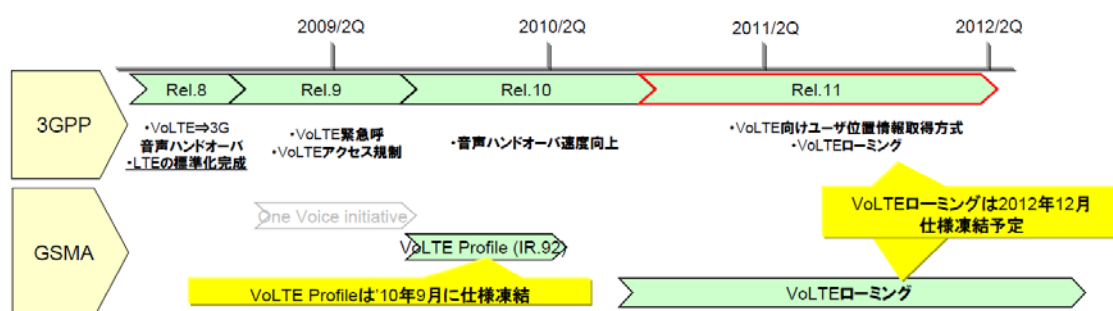 2009/2Q 2010/2Q 2011/2Q 2012/2Q
3GPP
Rel.8 Rel.9 Rel.10 Rel.11
・VoLTE⇒3G
音声ハンドオーバ
・LTEの標準化完成
・VoLTE緊急呼
・VoLTEアクセス規制
・音声ハンドオーバ速度向上
・VoLTE向けユーザ位置情報取得方式
・VoLTEローミング
GSMA
One Voice initiative
VoLTE Profile (IR.92)
VoLTE Profileは'10年9月に仕様凍結
VoLTEローミングは2012年12月
仕様凍結予定
VoLTEローミング